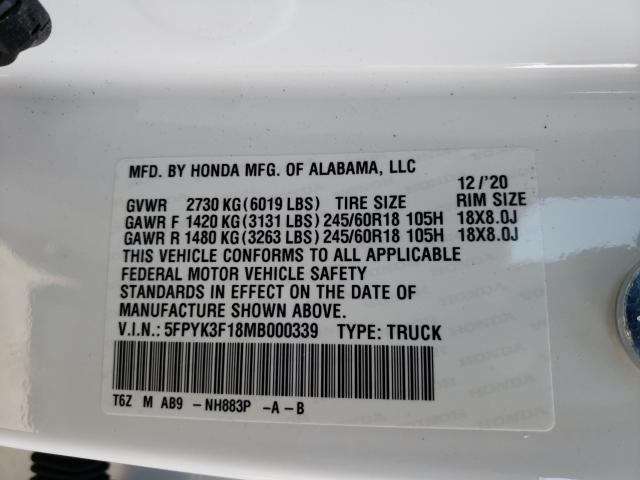 MFD. BY HONDA MFG. OF ALABAMA, LLC
12/'20
GVWR 2730 KG(6019 LBS) TIRE SIZE RIM SIZE
GAWR F 1420 KG(3131 LBS)245/60R18 105H 18X8.0J
GAWR R 1480 KG(3263 LBS)245/60R18 105H 18X8.0J
THIS VEHICLE CONFORMS TO ALL APPLICABLE
FEDERAL MOTOR VEHICLE SAFETY
STANDARDS IN EFFECT ON THE DATE OF
MANUFACTURE SHOWN ABOVE.
V.I.N.: 5FPYK3F18MB000339 TYPE:TRUCK
T6Z M AB9 -NH883P -A-B